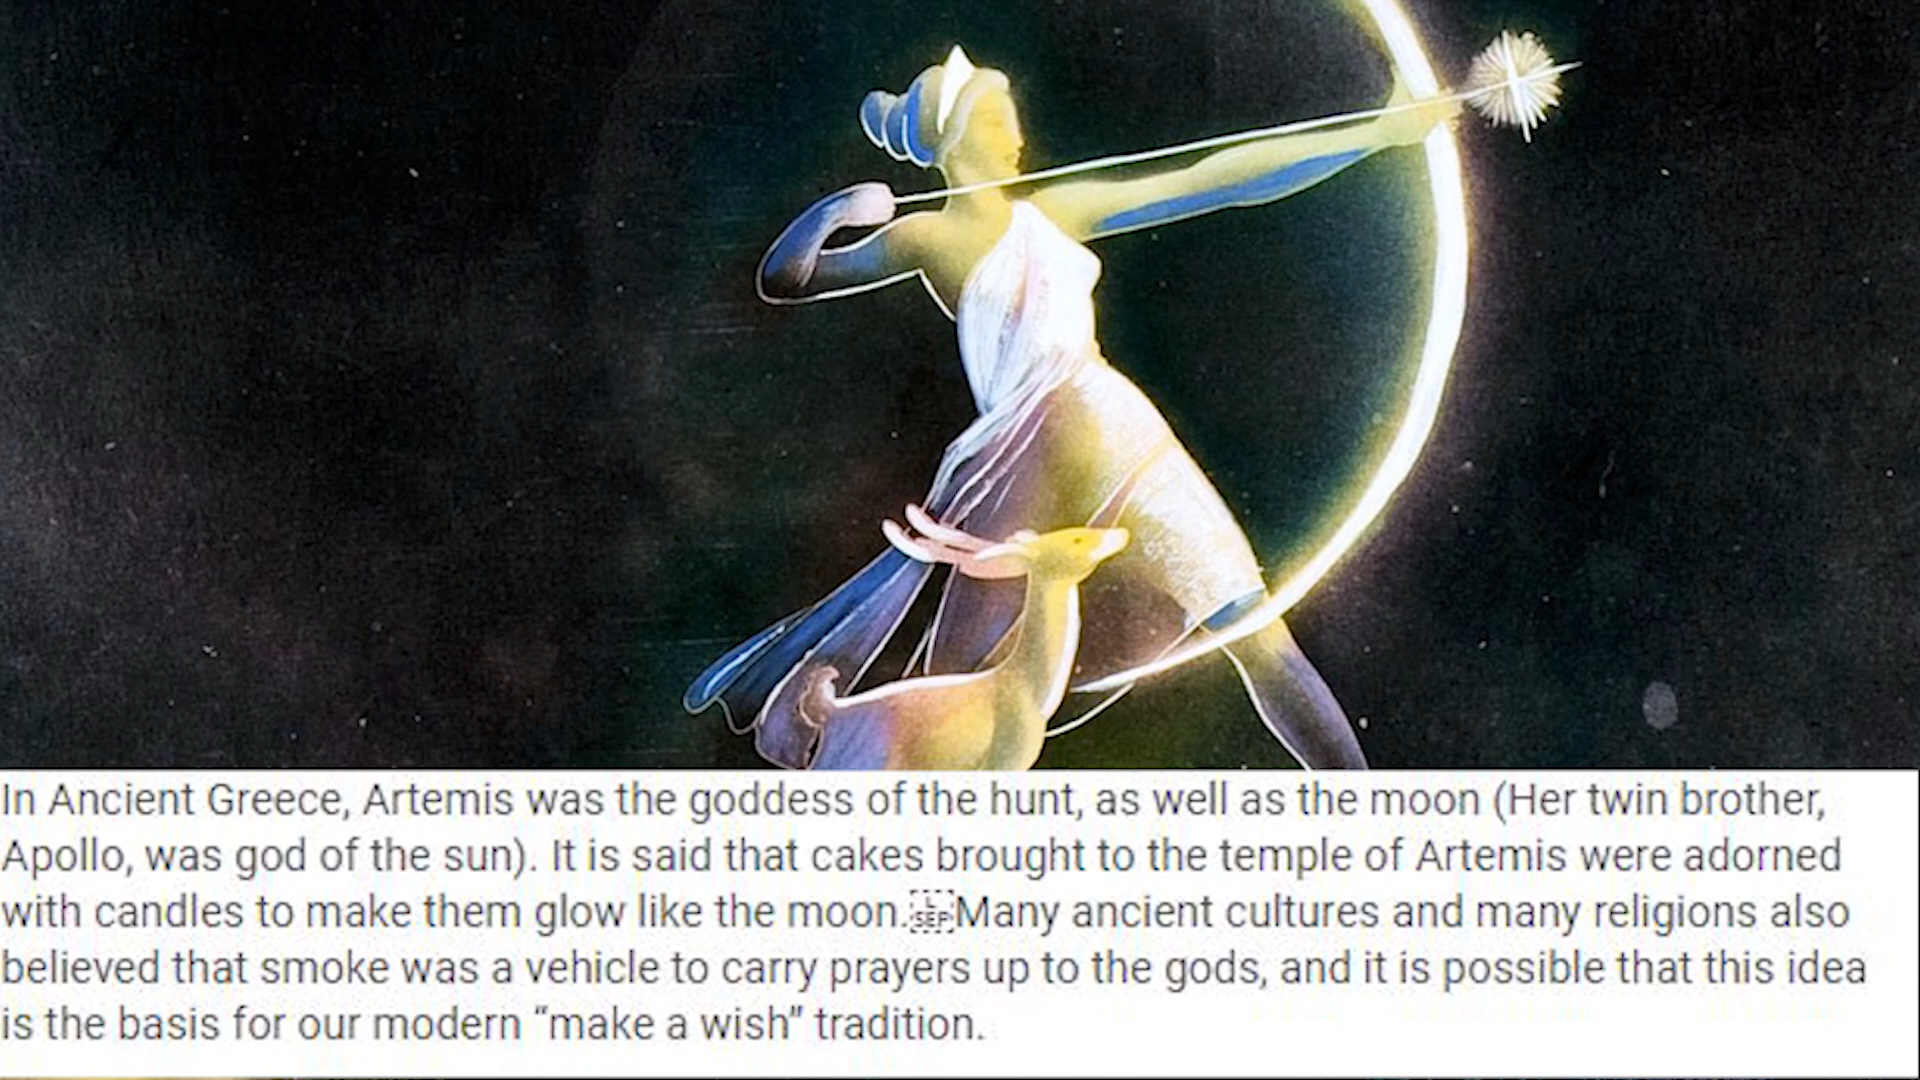 In Ancient Greece, Artemis was the goddess of the hunt, as well as the moon (Her twin brother,
Apollo, was god of the sun). It is said that cakes brought to the temple of Artemis were adorned
with candles to make them glow like the moon.L SEPMany ancient cultures and many religions also
believed that smoke was a vehicle to carry prayers up to the gods, and it is possible that this idea
is the basis for our modern “make a wish” tradition.